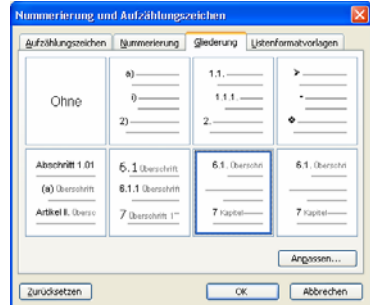 Nummerierung und Aufzählungszeichen
Aufzählungszeichen Nummerierung Gliederung Listenformatvorlagen
Ohne
a)
i)
2)
1.1.
1.1.1.
2.
Abschnitt 1.01
(a) Überschrift
Artikel II. Übersc
6.1 Überschrift
6.1.1 Überschrift
7 Überschrift 1
6.1. Überschri
7 Kapitel
6.1. Überschri
7 Kapitel
Anpassen...
Zurücksetzen OK Abbrechen